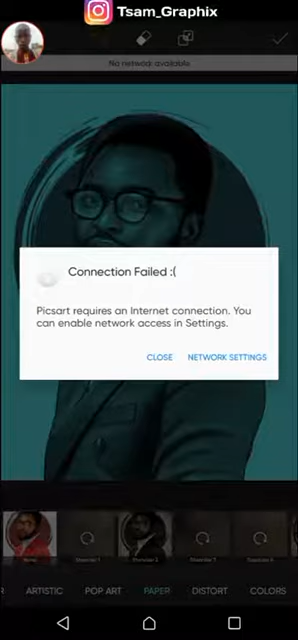 Tsam_Graphix
No network available
Connection Failed :(
Picsart requires an Internet connection. You
can enable network access in Settings.
CLOSE NETWORK SETTINGS
ARTISTIC POP ART PAPER DISTORT COLORS